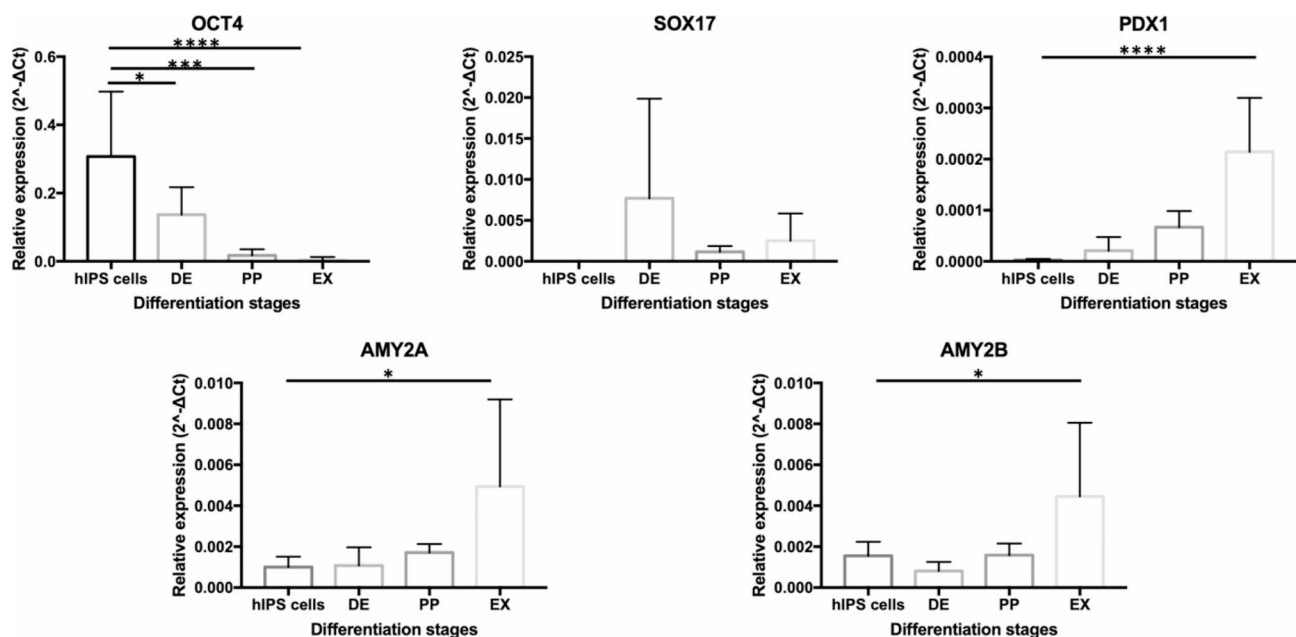 OCT4
Relative expression (2^-ΔCt)
0.6
0.4
0.2
0.0
****
***
*
hIPS cells DE PP EX
Differentiation stages
SOX17
Relative expression (2^-ΔCt)
0.025
0.020
0.015
0.010
0.005
0.000
hIPS cells DE PP EX
Differentiation stages
PDX1
Relative expression (2^-ΔCt)
0.0004
0.0003
0.0002
0.0001
0.0000
****
hIPS cells DE PP EX
Differentiation stages
AMY2A
Relative expression (2^-ΔCt)
0.010
0.008
0.006
0.004
0.002
0.000
*
hIPS cells DE PP EX
Differentiation stages
AMY2B
Relative expression (2^-ΔCt)
0.010
0.008
0.006
0.004
0.002
0.000
*
hIPS cells DE PP EX
Differentiation stages